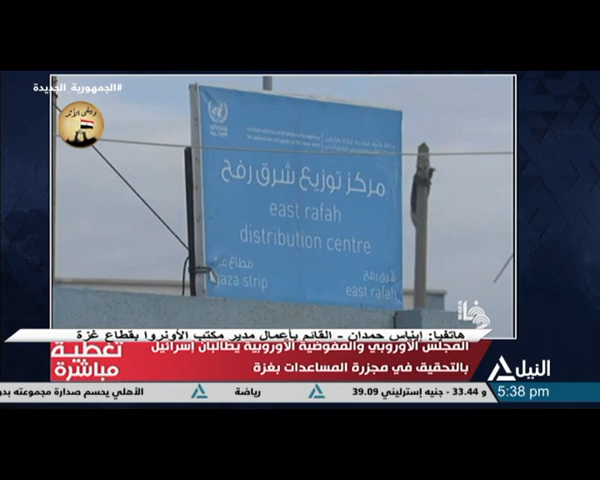 #الجمهورية_الجديدة
مركز توزيع شرق رفح
east rafah
distribution centre
قطاع غزة
gaza strip
شرق رفح
east rafah
هاتفيا: إيناس حمدان - القائم بأعمال مدير مكتب الأونروا بقطاع غزة
تغطية
مباشرة
المجلس الأوروبي والمفوضية الأوروبية يطالبان إسرائيل
بالتحقيق في مجزرة المساعدات بغزة
النيل
و 33.44 - جنيه إسترليني 39.09
رياضة
الأهلي يحسم صدارة مجموعته بدو
5:38 pm